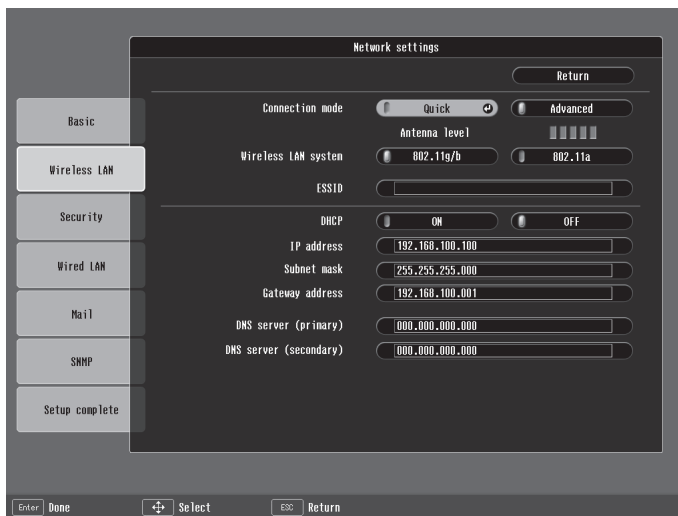 Network settings
Return
Basic
Wireless LAN
Security
Wired LAN
Mail
SNMP
Setup complete
Connection mode Quick Advanced
Antenna level
Wireless LAN system 802.11g/b 802.11a
ESSID
DHCP ON OFF
IP address 192.168.100.100
Subnet mask 255.255.255.000
Gateway address 192.168.100.001
DNS server (primary) 000.000.000.000
DNS server (secondary) 000.000.000.000
Enter Done Select ESC Return